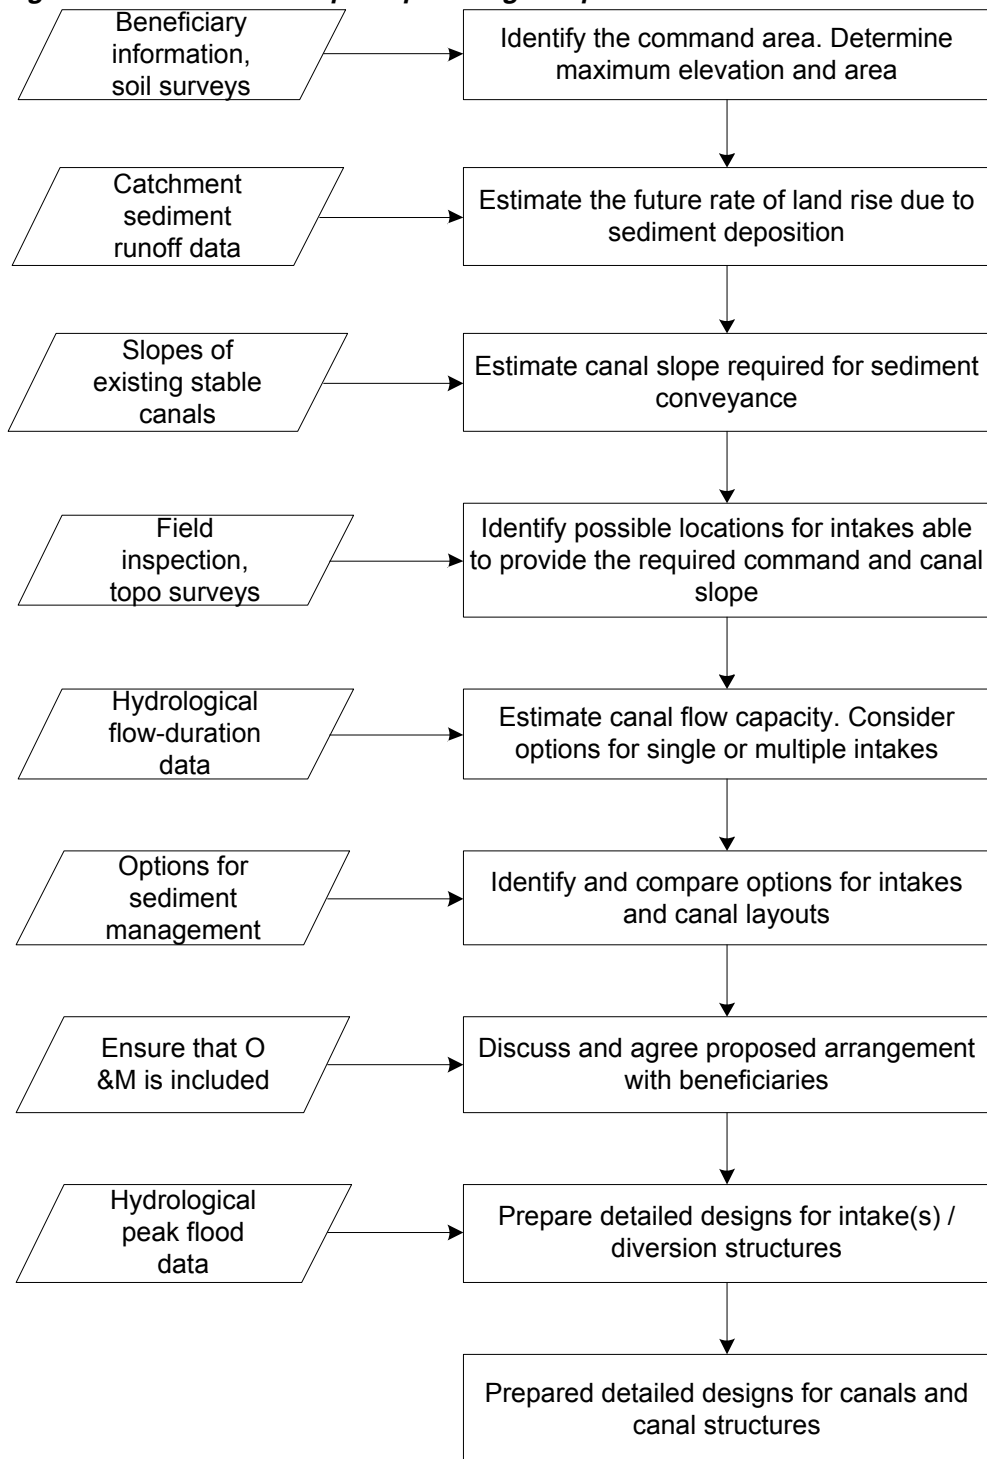 Beneficiary
information,
soil surveys
Identify the command area. Determine
maximum elevation and area
Catchment
sediment
runoff data
Estimate the future rate of land rise due to
sediment deposition
Slopes of
existing stable
canals
Estimate canal slope required for sediment
conveyance
Field
inspection,
topo surveys
Identify possible locations for intakes able
to provide the required command and canal
slope
Hydrological
flow-duration
data
Estimate canal flow capacity. Consider
options for single or multiple intakes
Options for
sediment
management
Identify and compare options for intakes
and canal layouts
Ensure that O
&M is included
Discuss and agree proposed arrangement
with beneficiaries
Hydrological
peak flood
data
Prepare detailed designs for intake(s) /
diversion structures
Prepared detailed designs for canals and
canal structures